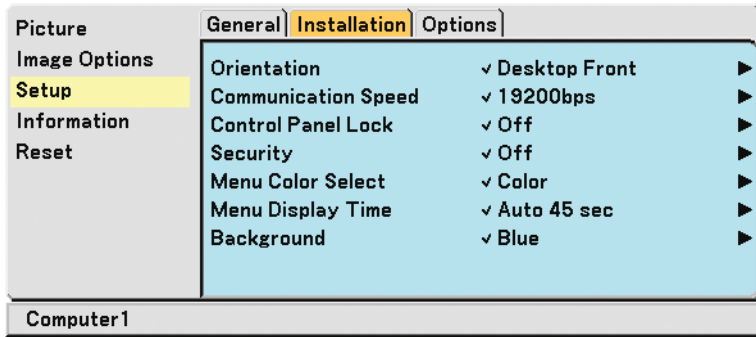 Picture
Image Options
Setup
Information
Reset
General Installation Options
Orientation ✓ Desktop Front ▶
Communication Speed ✓ 19200bps ▶
Control Panel Lock ✓ Off ▶
Security ✓ Off ▶
Menu Color Select ✓ Color ▶
Menu Display Time ✓ Auto 45 sec ▶
Background ✓ Blue ▶
Computer1